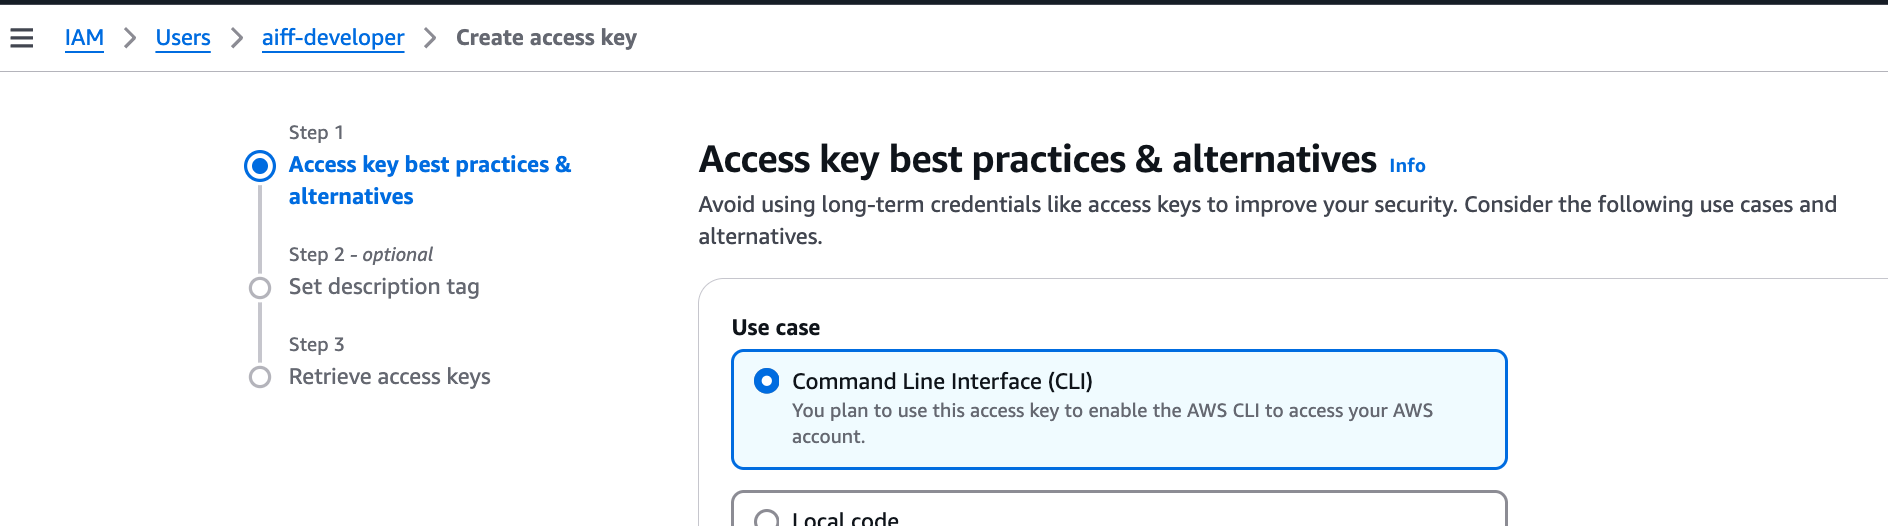 IAM > Users > aiff-developer > Create access key
Step 1
Access key best practices &
alternatives
Step 2 - optional
Set description tag
Step 3
Retrieve access keys
Access key best practices & alternatives Info
Avoid using long-term credentials like access keys to improve your security. Consider the following use cases and
alternatives.
Use case
Command Line Interface (CLI)
You plan to use this access key to enable the AWS CLI to access your AWS
account.
Local code